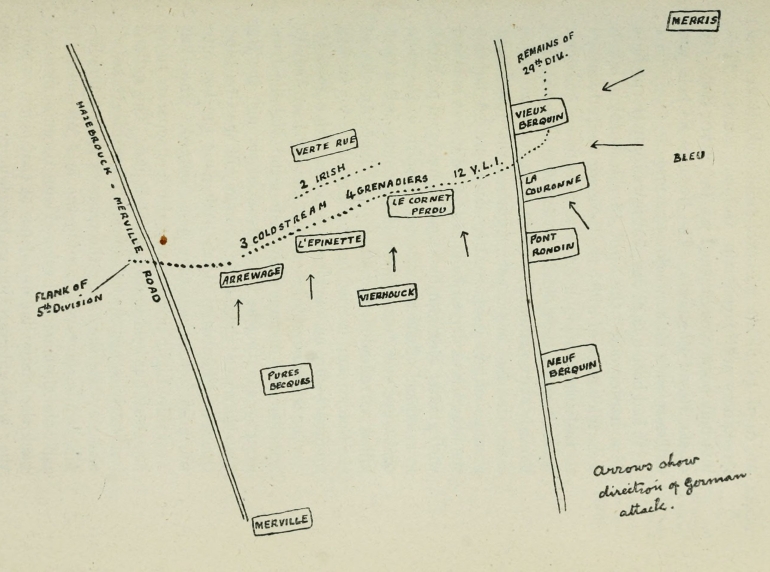 MERRIS
REMAINS OF
29th DIV.
HAZEBROUCK - MERVILLE ROAD
VIEUX
BERQUIN
VERTE RUE
BLEU
2 IRISH
12 Y.L.I.
4 GRENADIERS
LA
COURONNE
LE CORNET
PERDU
3 COLDSTREAM
L'EPINETTE
PONT
RONDIN
ARREWAGE
FLANK OF
5th DIVISION
VIERHOUCK
NEUF
BERQUIN
PURES
BECQUES
Arrows show
direction of German
attack.
MERVILLE